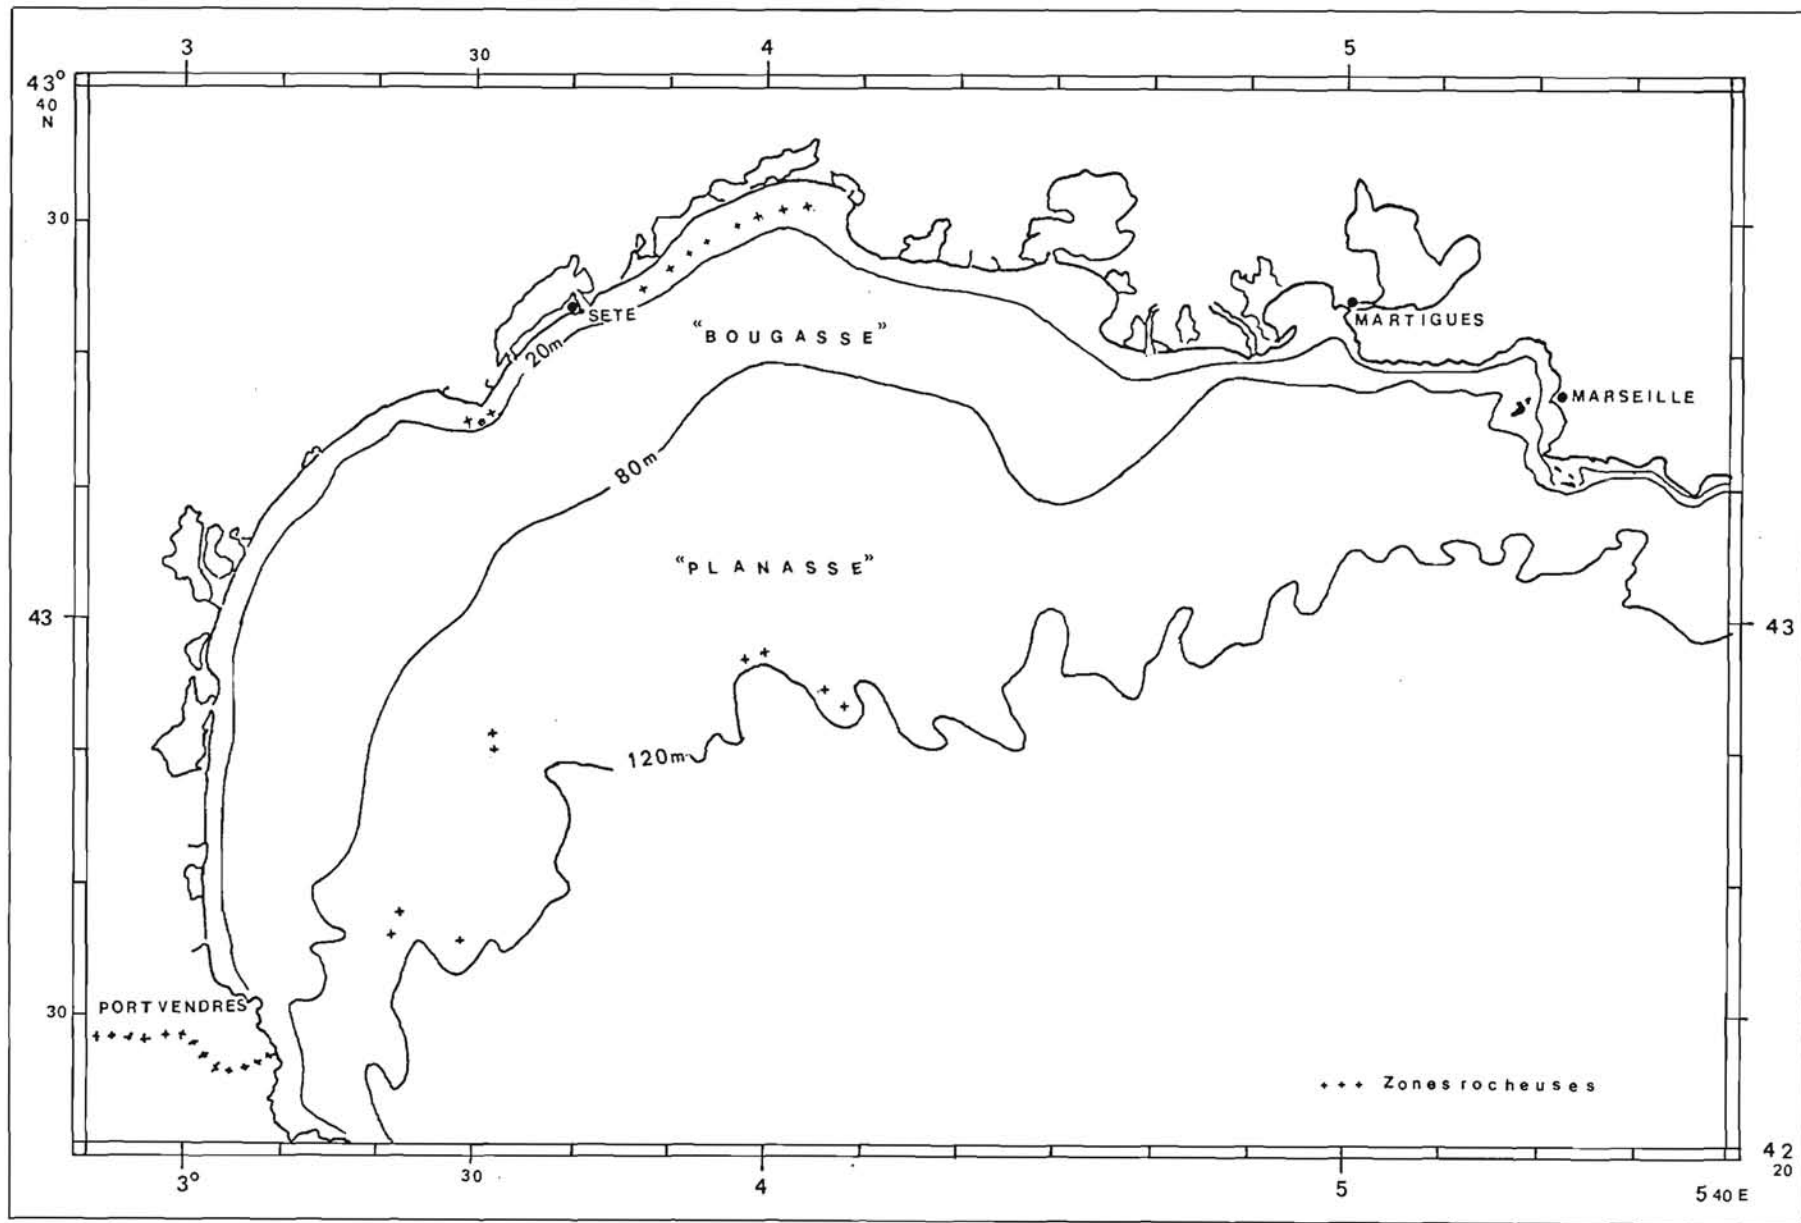 3 30 4 5
43°
40
N
30
SETE
20m
"BOUGASSE"
MARTIGUES
MARSEILLE
80m
"PLANASSE"
43
43
120m
PORT VENDRES
30
+++ Zones rocheuses
42
20
3° 30 4 5 5 40 E